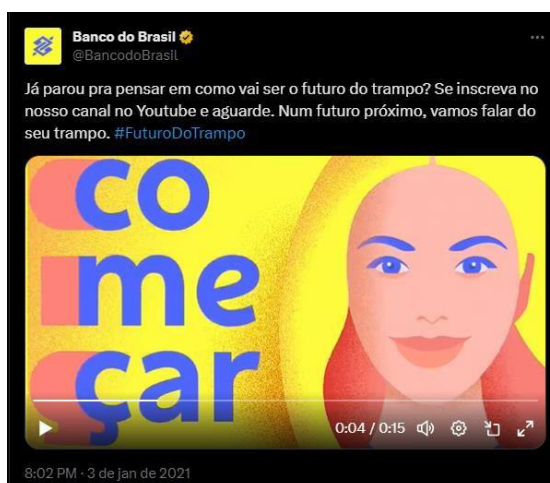 Banco do Brasil
@BancodoBrasil
Já parou pra pensar em como vai ser o futuro do trampo? Se inscreva no
nosso canal no Youtube e aguarde. Num futuro próximo, vamos falar do
seu trampo. #FuturoDoTrampo
co
me
çar
0:04 / 0:15
8:02 PM · 3 de jan de 2021